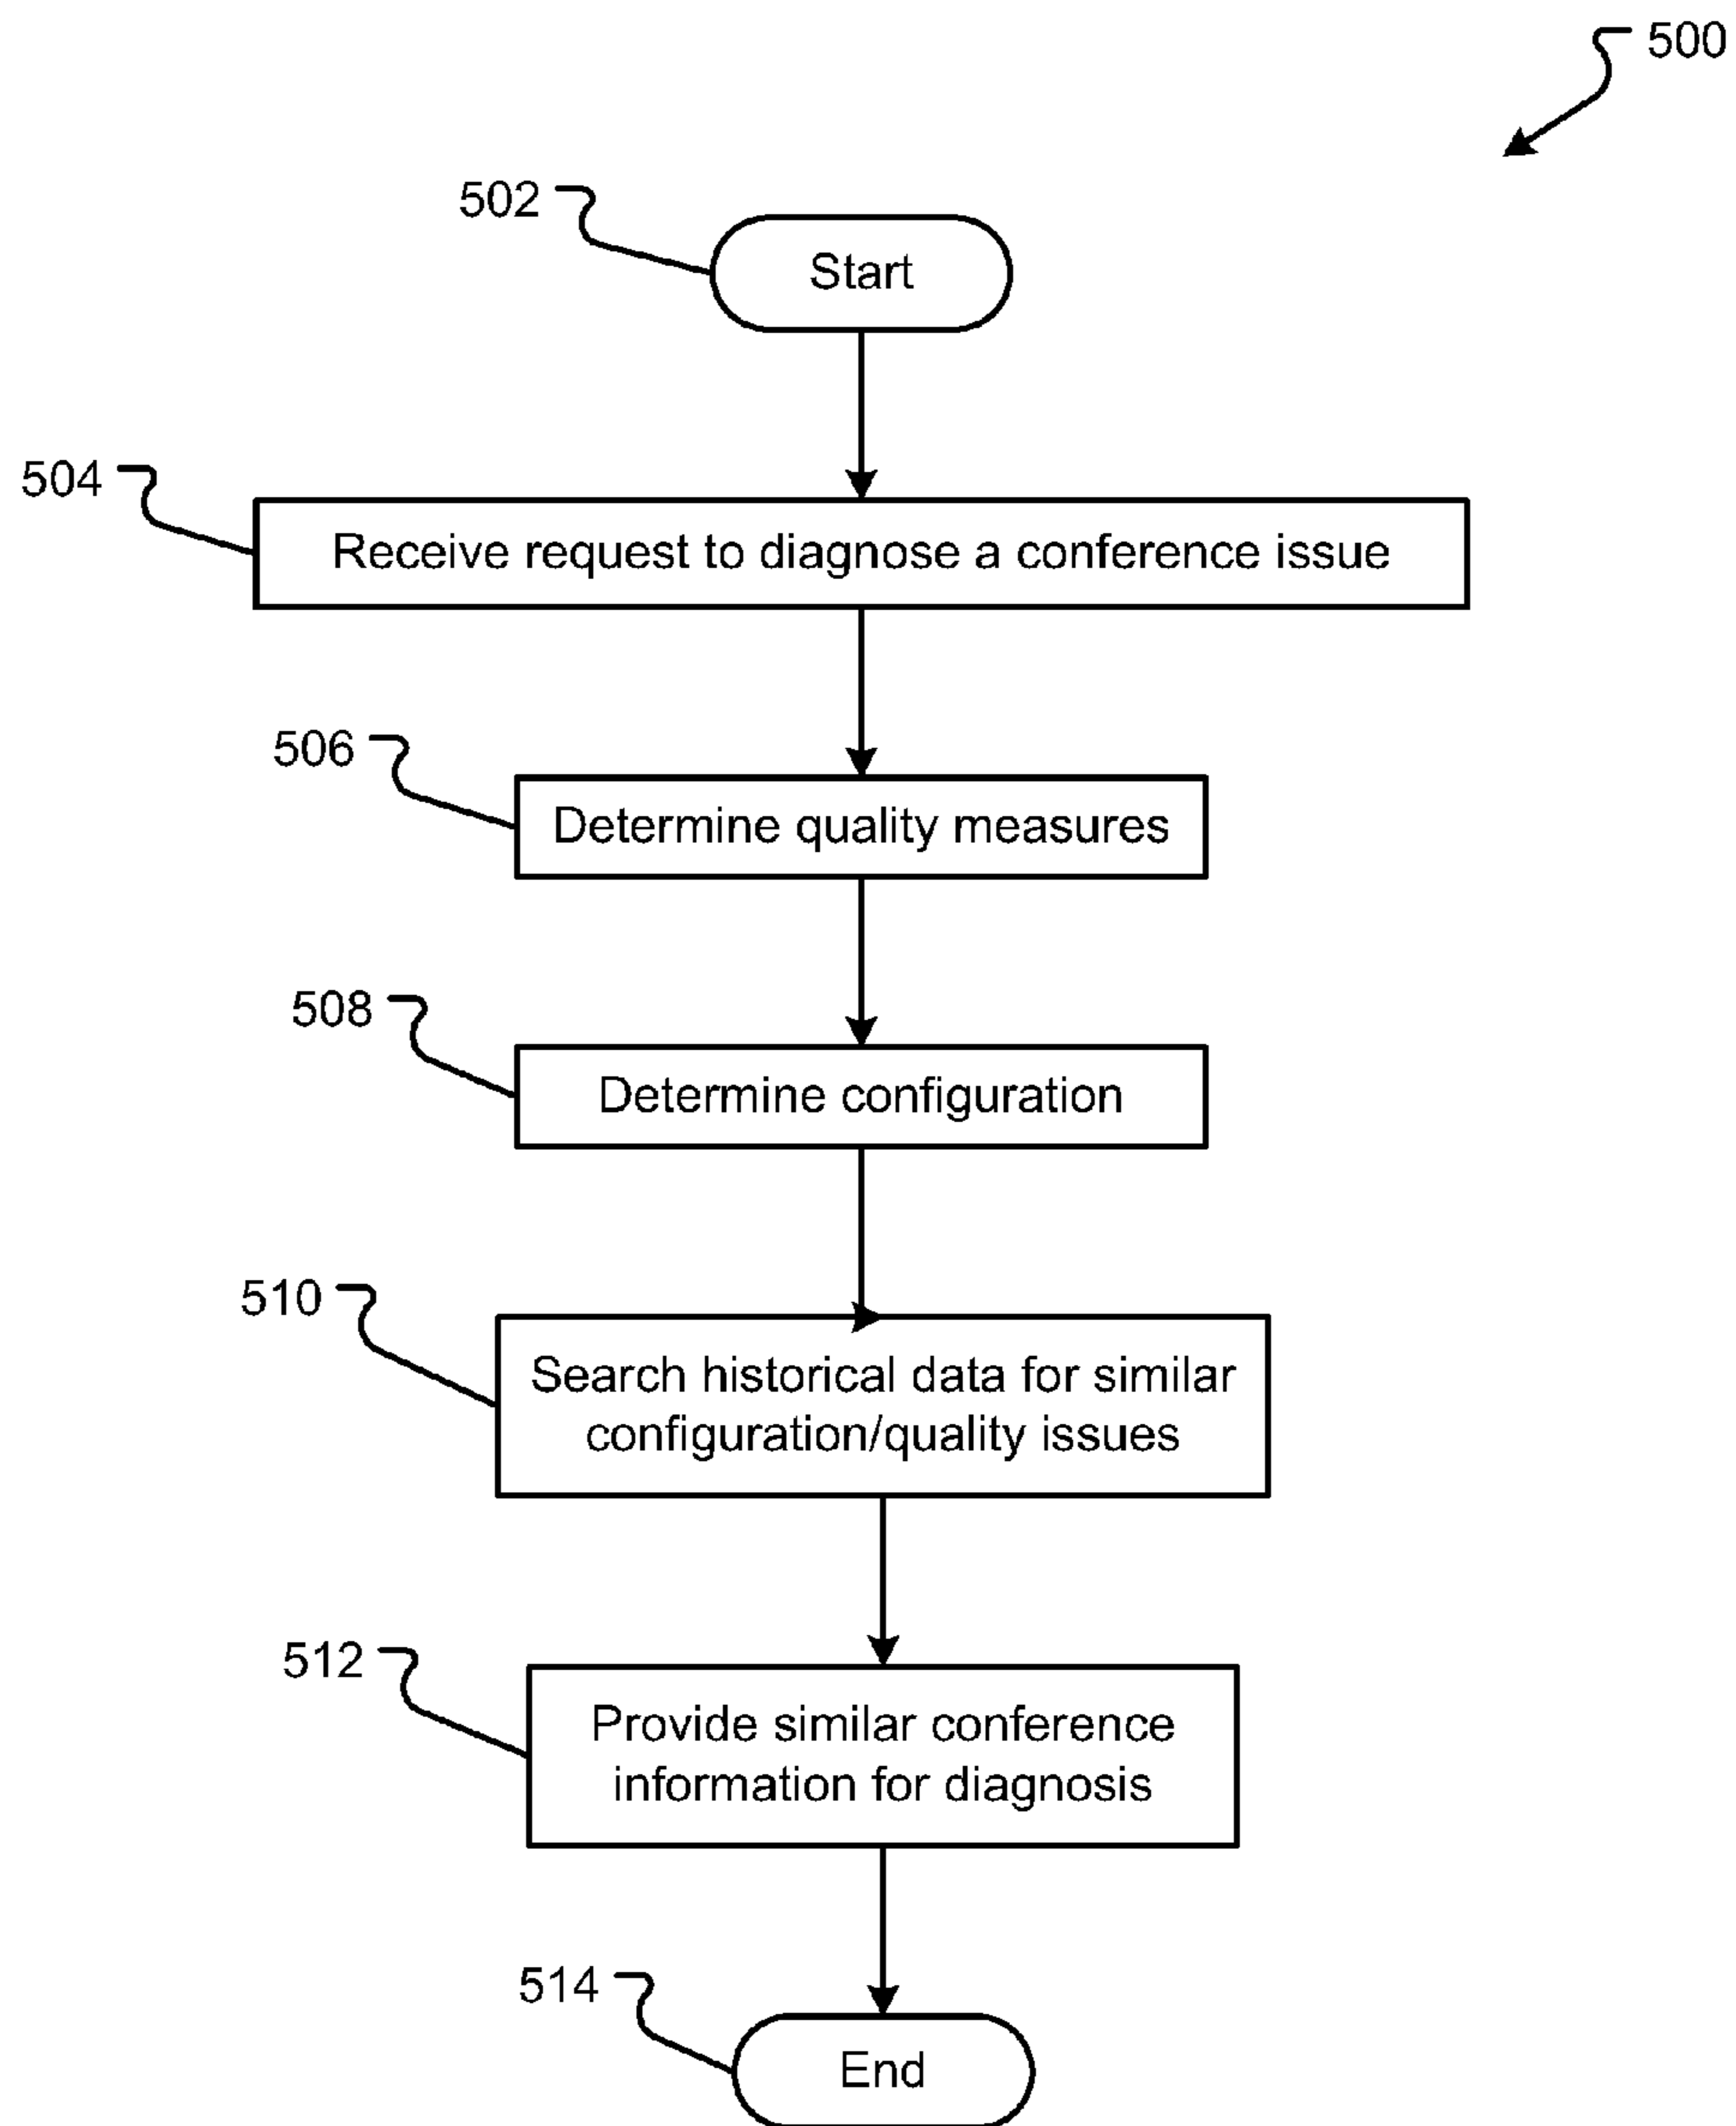 500
502
Start
504
Receive request to diagnose a conference issue
506
Determine quality measures
508
Determine configuration
510
Search historical data for similar
configuration/quality issues
512
Provide similar conference
information for diagnosis
514
End